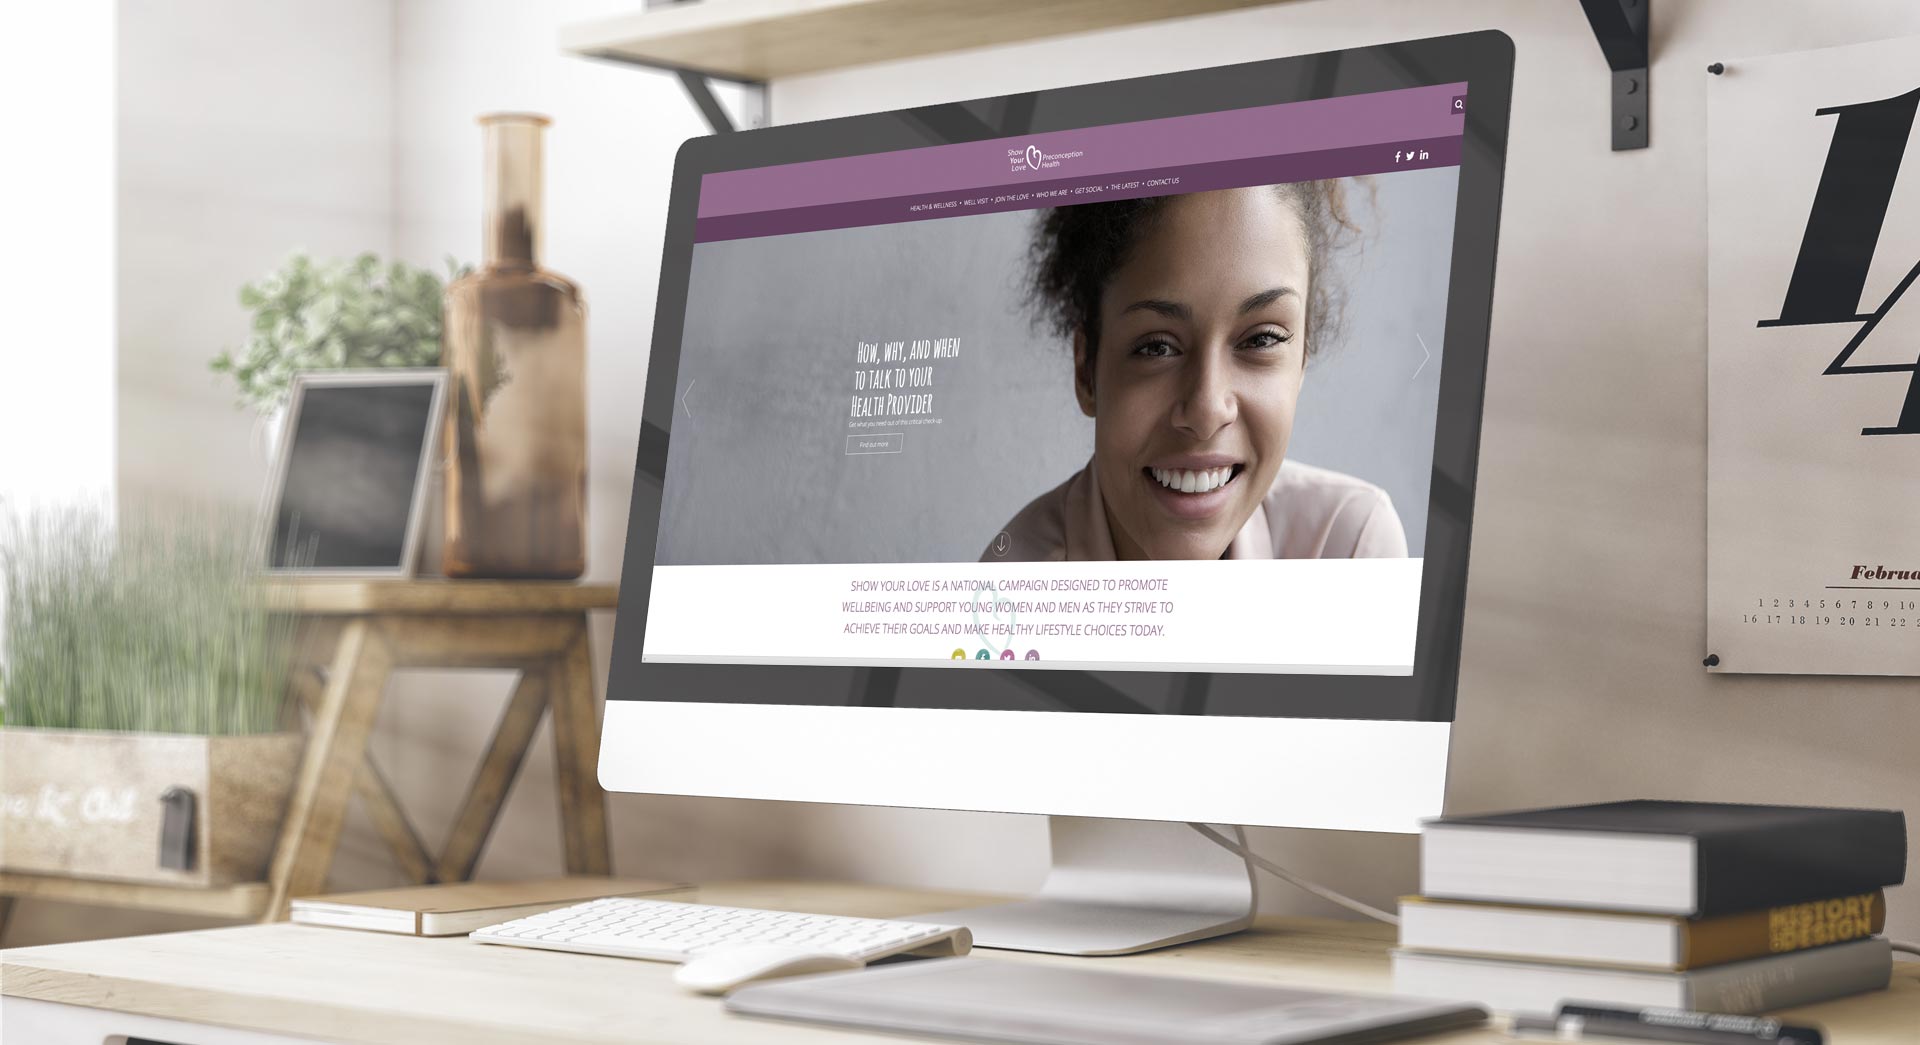 Show
Your
Love
Preconception
Health
HEALTH & WELLNESS • WELL VISIT • JOIN THE LOVE • WHO WE ARE • GET SOCIAL • THE LATEST • CONTACT US
HOW, WHY, AND WHEN
TO TALK TO YOUR
HEALTH PROVIDER
Get what you need out of this critical check-up
Find out more
SHOW YOUR LOVE IS A NATIONAL CAMPAIGN DESIGNED TO PROMOTE
WELLBEING AND SUPPORT YOUNG WOMEN AND MEN AS THEY STRIVE TO
ACHIEVE THEIR GOALS AND MAKE HEALTHY LIFESTYLE CHOICES TODAY.
14
Februa
1 2 3 4 5 6 7 8 9 10
16 17 18 19 20 21 22
HISTORY
OF DESIGN